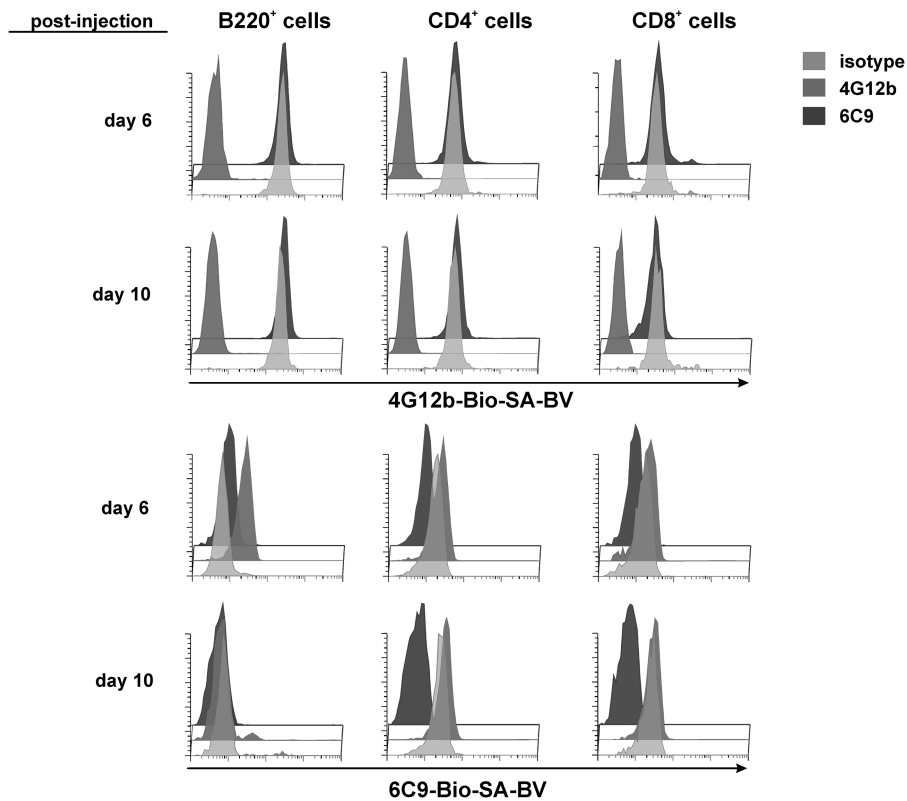 post-injection B220⁺ cells CD4⁺ cells CD8⁺ cells
isotype
4G12b
6C9
day 6
day 10
4G12b-Bio-SA-BV
day 6
day 10
6C9-Bio-SA-BV